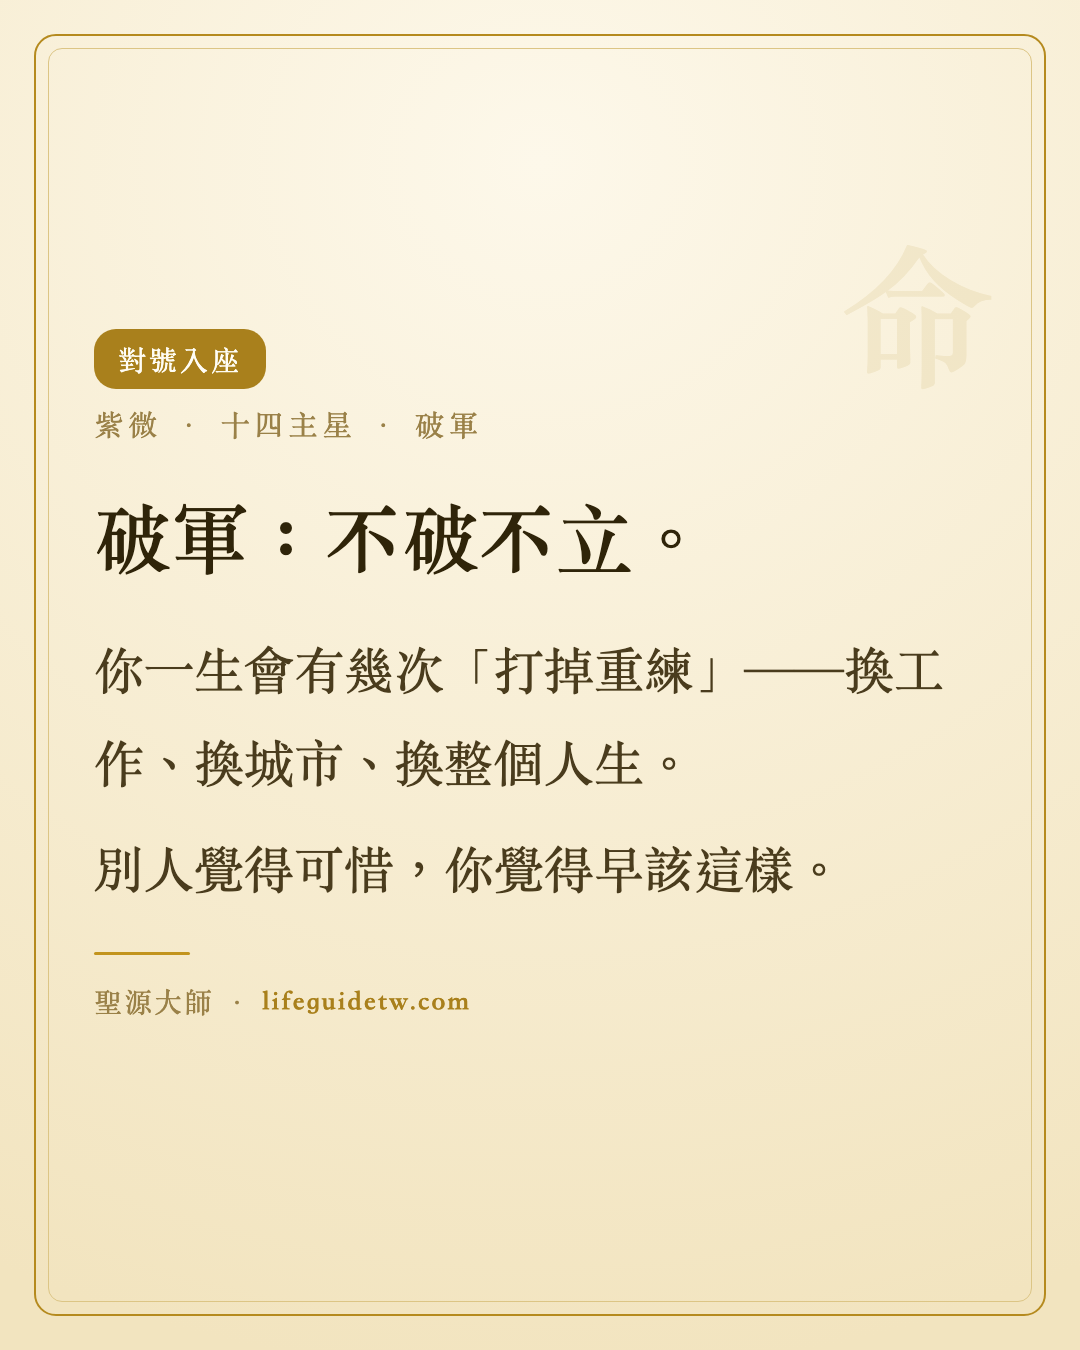 命
對號入座
紫微 · 十四主星 · 破軍
破軍：不破不立。
你一生會有幾次「打掉重練」——換工
作、換城市、換整個人生。
別人覺得可惜，你覺得早該這樣。
聖源大師 · lifeguidetw.com